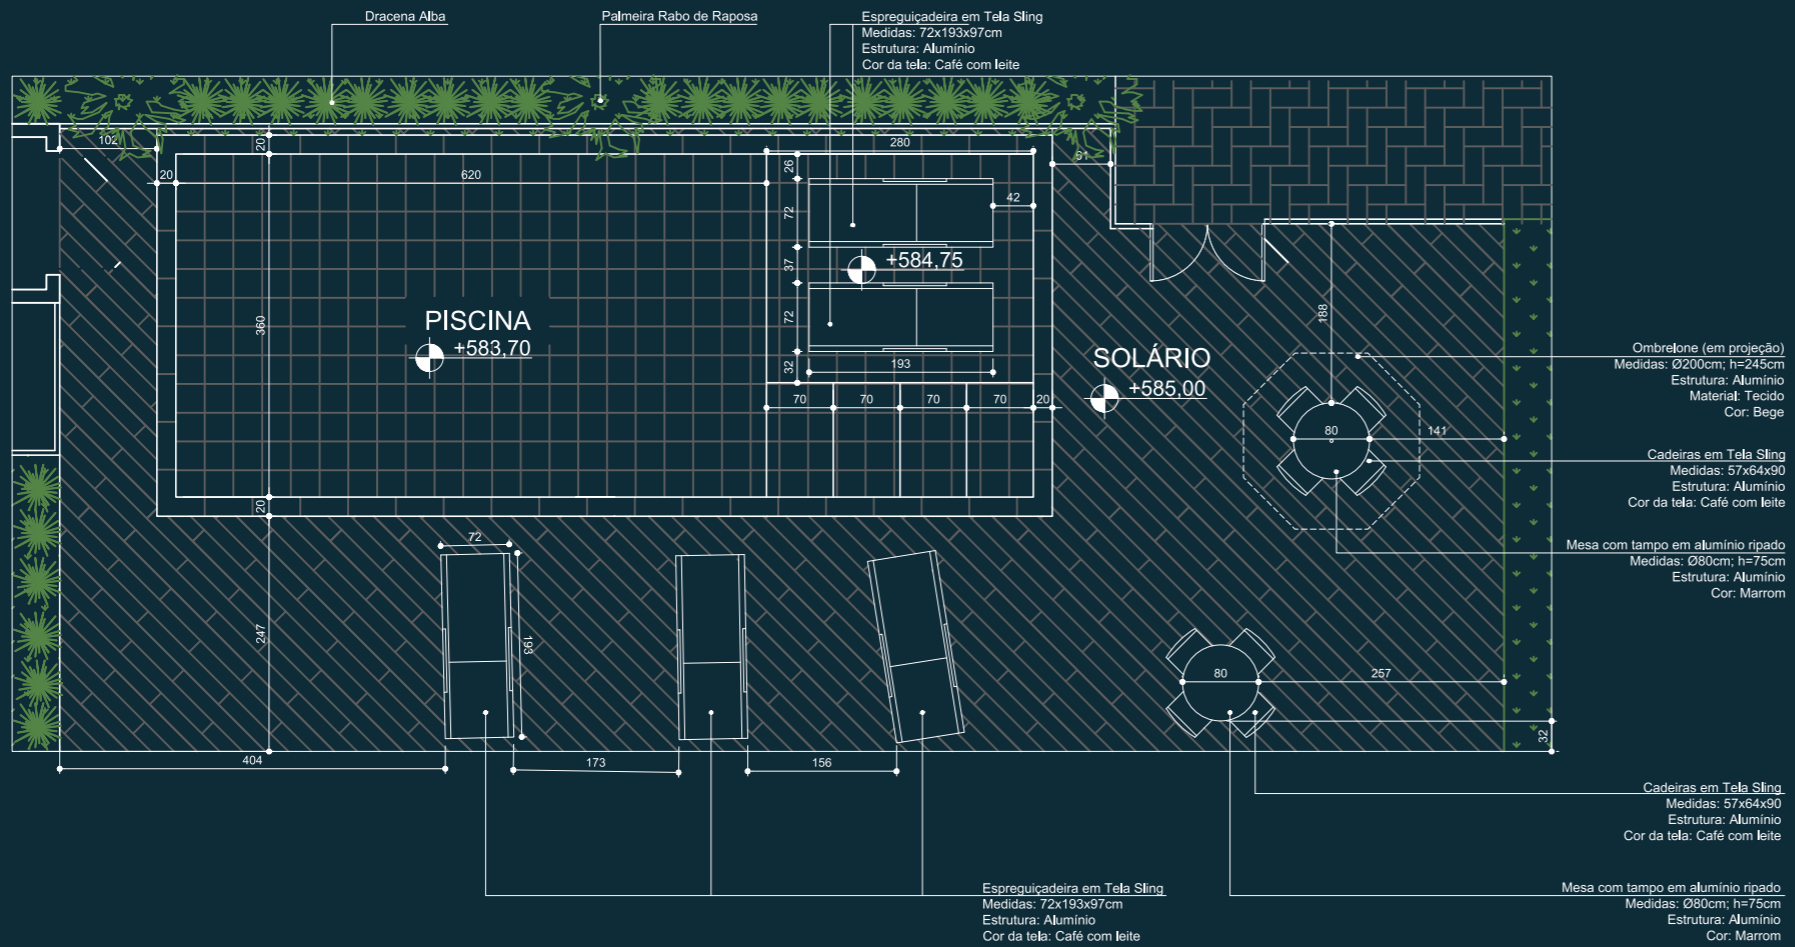 Dracena Alba
Palmeira Rabo de Raposa
Espreguiçadeira em Tela Sling
Medidas: 72x193x97cm
Estrutura: Alumínio
Cor da tela: Café com leite
102
20
20
620
280
26
42
61
72
37
+584,75
72
32
193
360
PISCINA
+583,70
70
70
70
70
20
20
188
SOLÁRIO
+585,00
80
141
Ombrelone (em projeção)
Medidas: Ø200cm; h=245cm
Estrutura: Alumínio
Material: Tecido
Cor: Bege
Cadeiras em Tela Sling
Medidas: 57x64x90
Estrutura: Alumínio
Cor da tela: Café com leite
Mesa com tampo em alumínio ripado
Medidas: Ø80cm; h=75cm
Estrutura: Alumínio
Cor: Marrom
72
193
247
80
257
32
404
173
156
Cadeiras em Tela Sling
Medidas: 57x64x90
Estrutura: Alumínio
Cor da tela: Café com leite
Espreguiçadeira em Tela Sling
Medidas: 72x193x97cm
Estrutura: Alumínio
Cor da tela: Café com leite
Mesa com tampo em alumínio ripado
Medidas: Ø80cm; h=75cm
Estrutura: Alumínio
Cor: Marrom